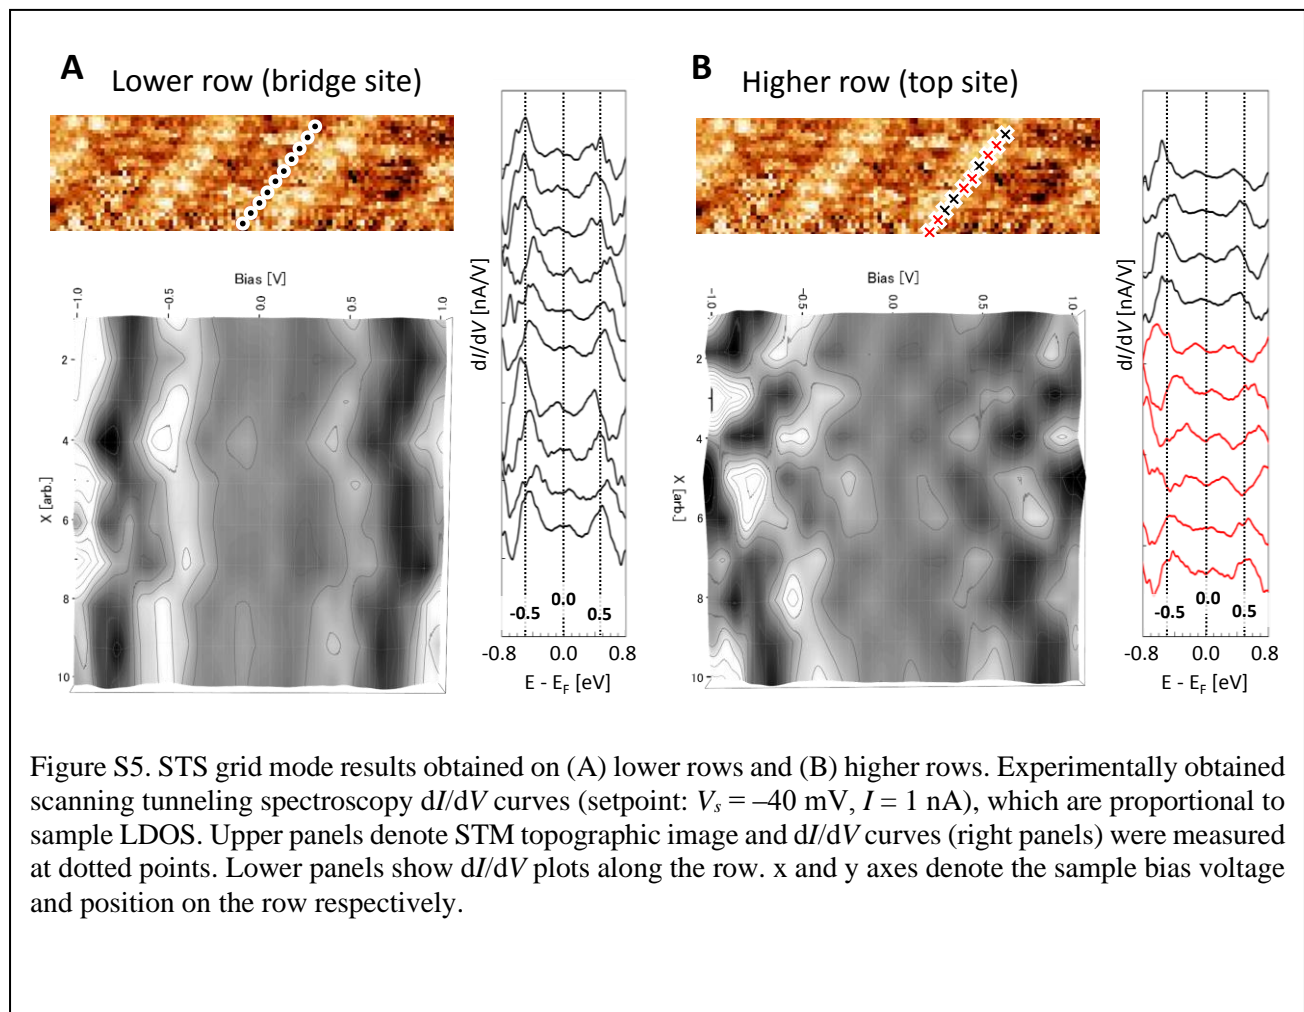 A
Lower row (bridge site)
B
Higher row (top site)
Bias [V]
-1.0
-0.5
0.0
0.5
1.0
2
4
6
8
10
X [arb.]
dI/dV [nA/V]
-0.5
0.0
0.5
-0.8
0.0
0.8
E - EF [eV]
Bias [V]
-1.0
-0.5
0.0
0.5
1.0
2
4
6
8
10
X [arb.]
dI/dV [nA/V]
-0.5
0.0
0.5
-0.8
0.0
0.8
E - EF [eV]
Figure S5. STS grid mode results obtained on (A) lower rows and (B) higher rows. Experimentally obtained
scanning tunneling spectroscopy dI/dV curves (setpoint: Vs = –40 mV, I = 1 nA), which are proportional to
sample LDOS. Upper panels denote STM topographic image and dI/dV curves (right panels) were measured
at dotted points. Lower panels show dI/dV plots along the row. x and y axes denote the sample bias voltage
and position on the row respectively.